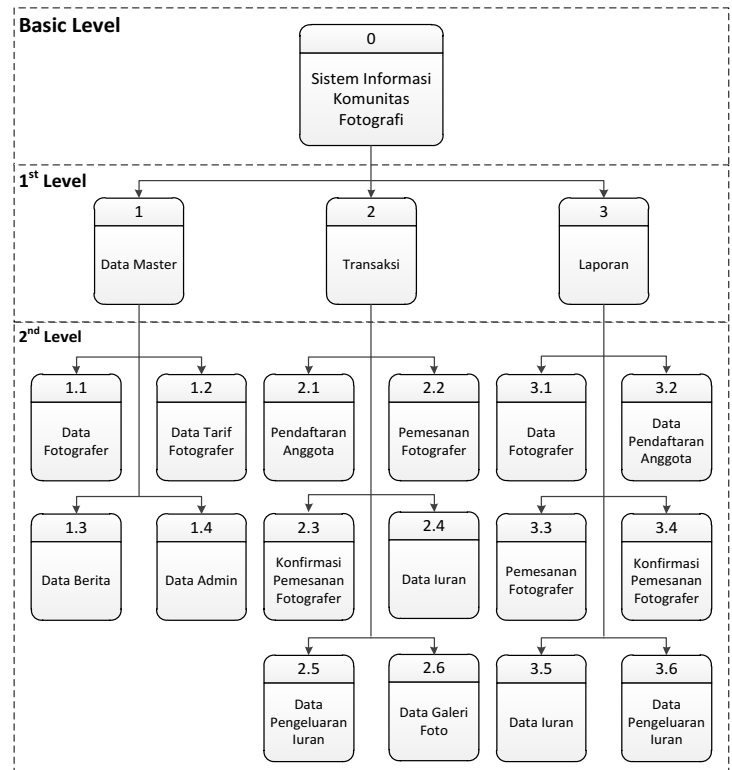 Basic Level
0
Sistem Informasi
Komunitas
Fotografi
1st Level
1
Data Master
2
Transaksi
3
Laporan
2nd Level
1.1
Data
Fotografer
1.2
Data Tarif
Fotografer
2.1
Pendaftaran
Anggota
2.2
Pemesanan
Fotografer
3.1
Data
Fotografer
3.2
Data
Pendaftaran
Anggota
1.3
Data Berita
1.4
Data Admin
2.3
Konfirmasi
Pemesanan
Fotografer
2.4
Data Iuran
3.3
Pemesanan
Fotografer
3.4
Konfirmasi
Pemesanan
Fotografer
2.5
Data
Pengeluaran
Iuran
2.6
Data Galeri
Foto
3.5
Data Iuran
3.6
Data
Pengeluaran
Iuran